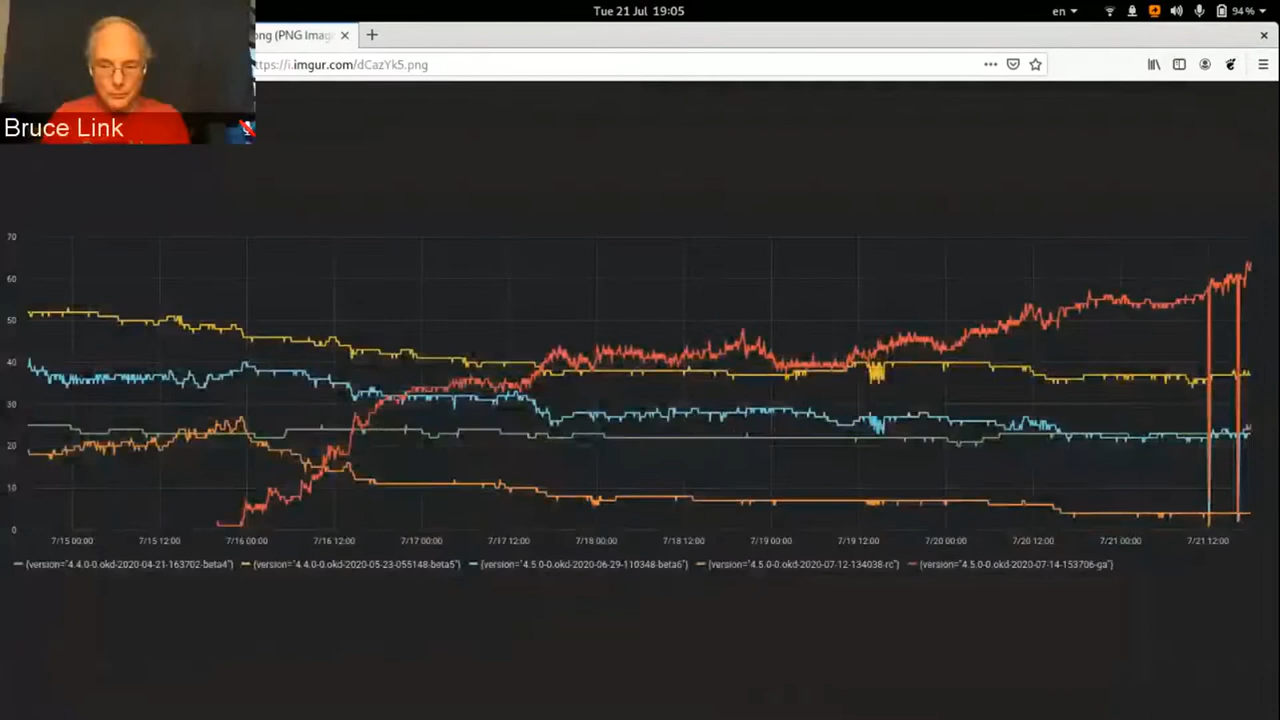 Tue 21 Jul 19:05
en
94 %
ong (PNG Imag
ttps://i.imgur.com/dCazYk5.png
Bruce Link
70
60
50
40
30
20
10
0
7/15 00:00 7/15 12:00 7/16 00:00 7/16 12:00 7/17 00:00 7/17 12:00 7/18 00:00 7/18 12:00 7/19 00:00 7/19 12:00 7/20 00:00 7/20 12:00 7/21 00:00 7/21 12:00
{version="4.4.0-0.okd-2020-04-21-163702-beta4"} {version="4.4.0-0.okd-2020-05-23-055148-beta5"} {version="4.5.0-0.okd-2020-06-29-110348-beta6"} {version="4.5.0-0.okd-2020-07-12-134038-rc"} {version="4.5.0-0.okd-2020-07-14-153706-ga"}